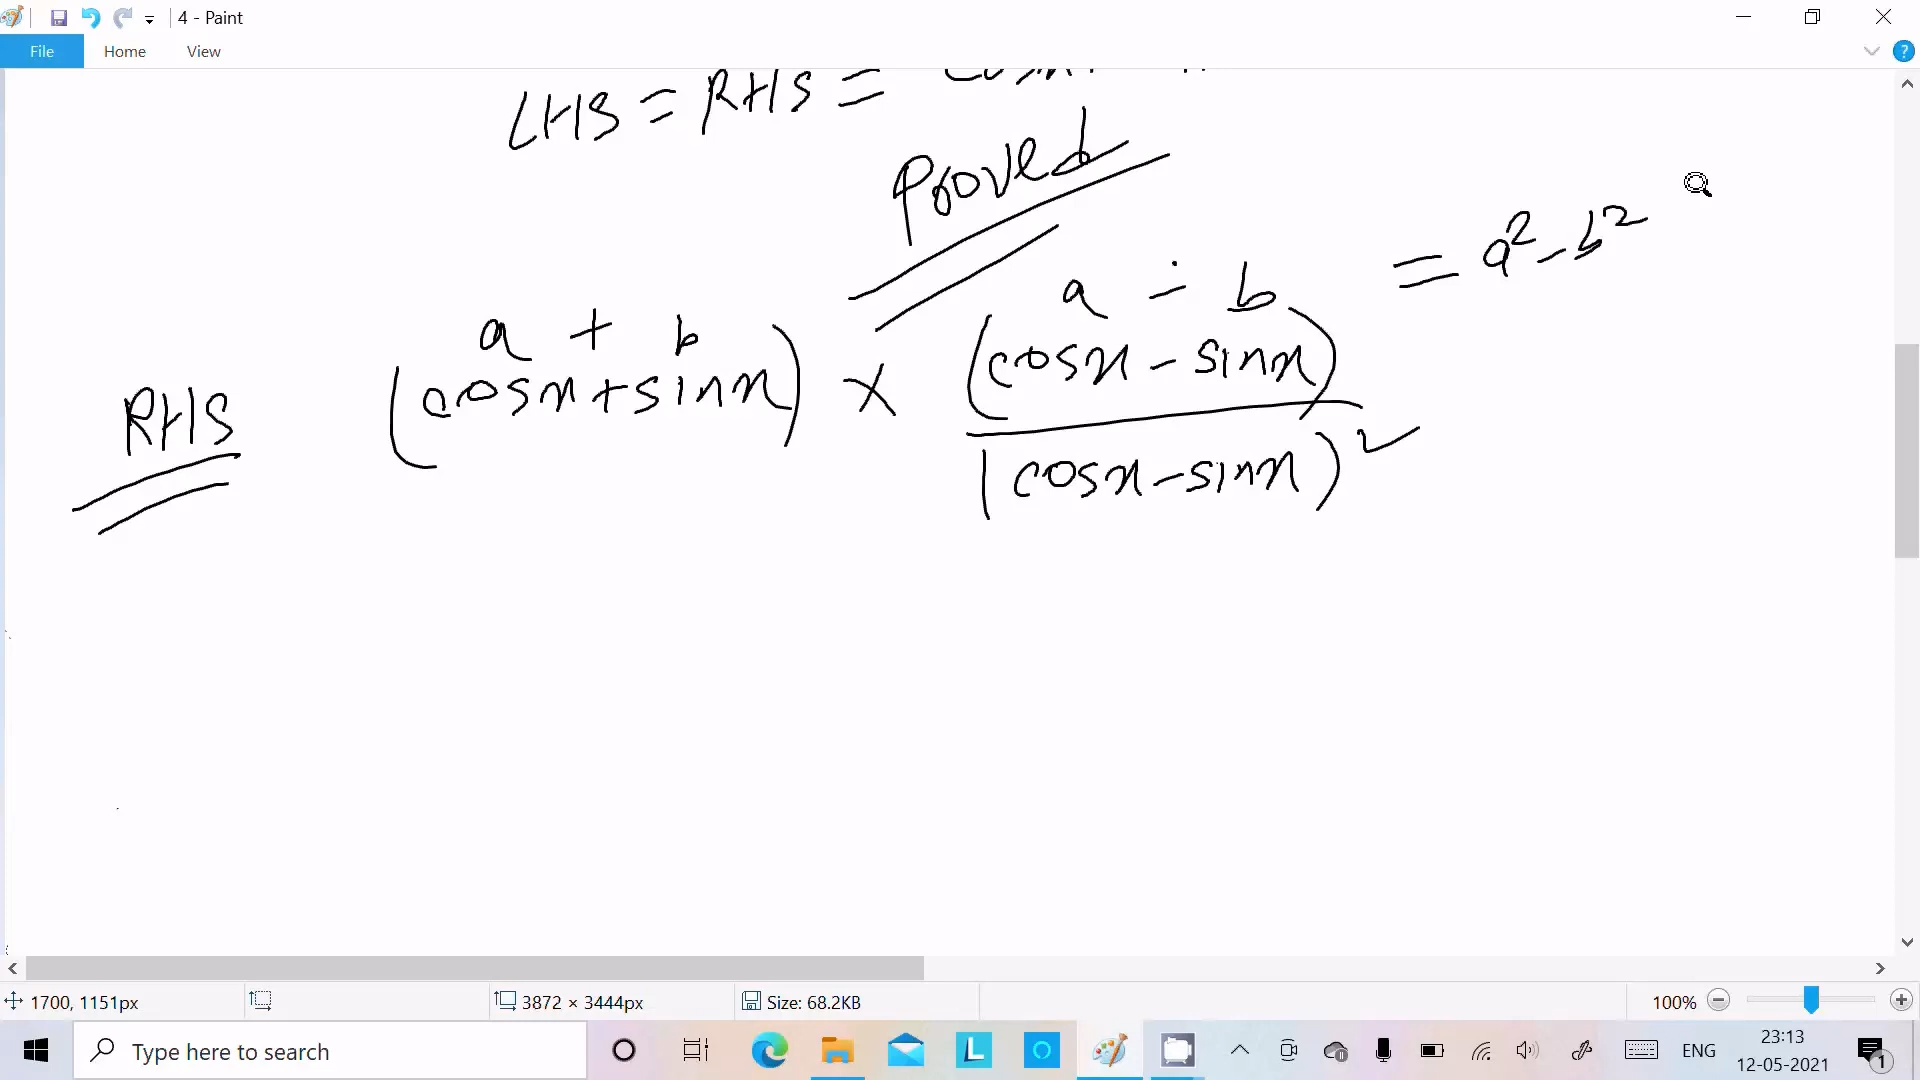 4 - Paint
File Home View
LHS = RHS =
Proved
a + b
a - b = a² - b²
RHS (cosx + sinx) × (cosx - sinx)
(cosx - sinx)²
1700, 1151px 3872 × 3444px Size: 68.2KB 100%
Type here to search
ENG 23:13
12-05-2021
1